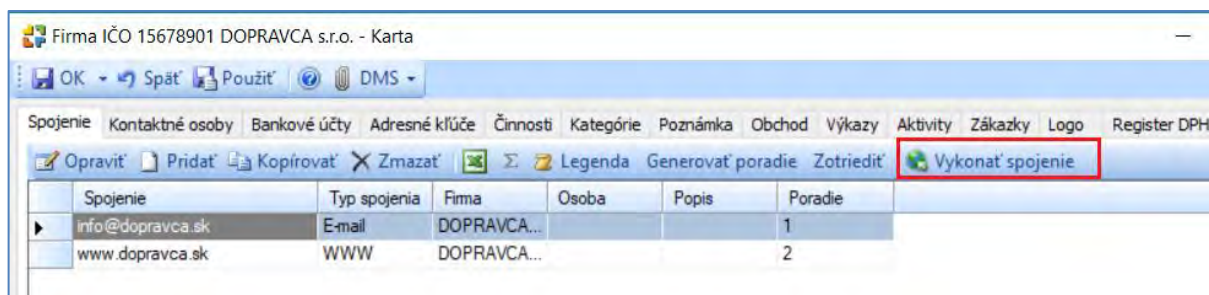 Firma IČO 15678901 DOPRAVCA s.r.o. - Karta
OK Späť Použiť DMS
Spojenie Kontaktné osoby Bankové účty Adresné kľúče Činnosti Kategórie Poznámka Obchod Výkazy Aktivity Zákazky Logo Register DPH
Opraviť Pridať Kopírovať Zmazať Σ Legenda Generovať poradie Zotriediť Vykonať spojenie
Spojenie Typ spojenia Firma Osoba Popis Poradie
info@dopravca.sk E-mail DOPRAVCA... 1
www.dopravca.sk WWW DOPRAVCA... 2